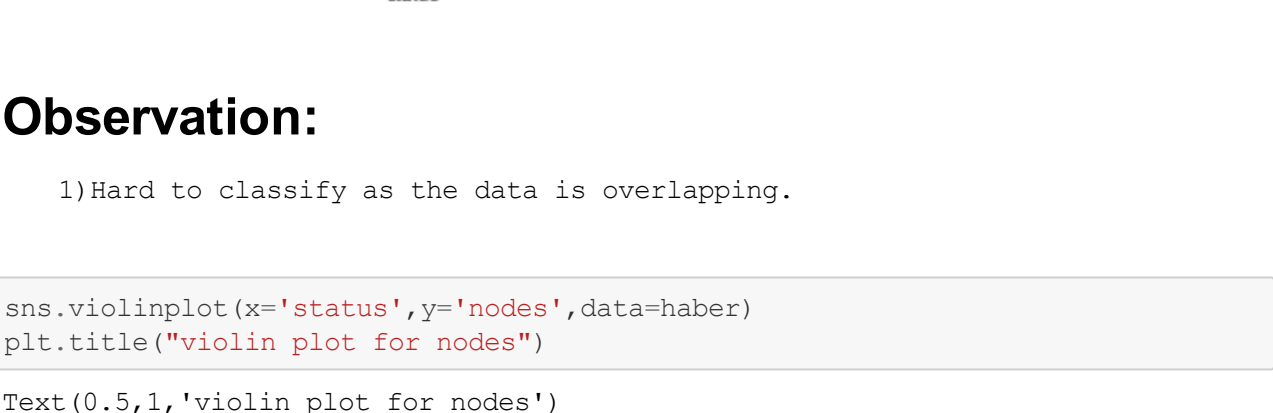 Observation:
1)Hard to classify as the data is overlapping.
sns.violinplot(x='status',y='nodes',data=haber)
plt.title("violin plot for nodes")
Text(0.5,1,'violin plot for nodes')